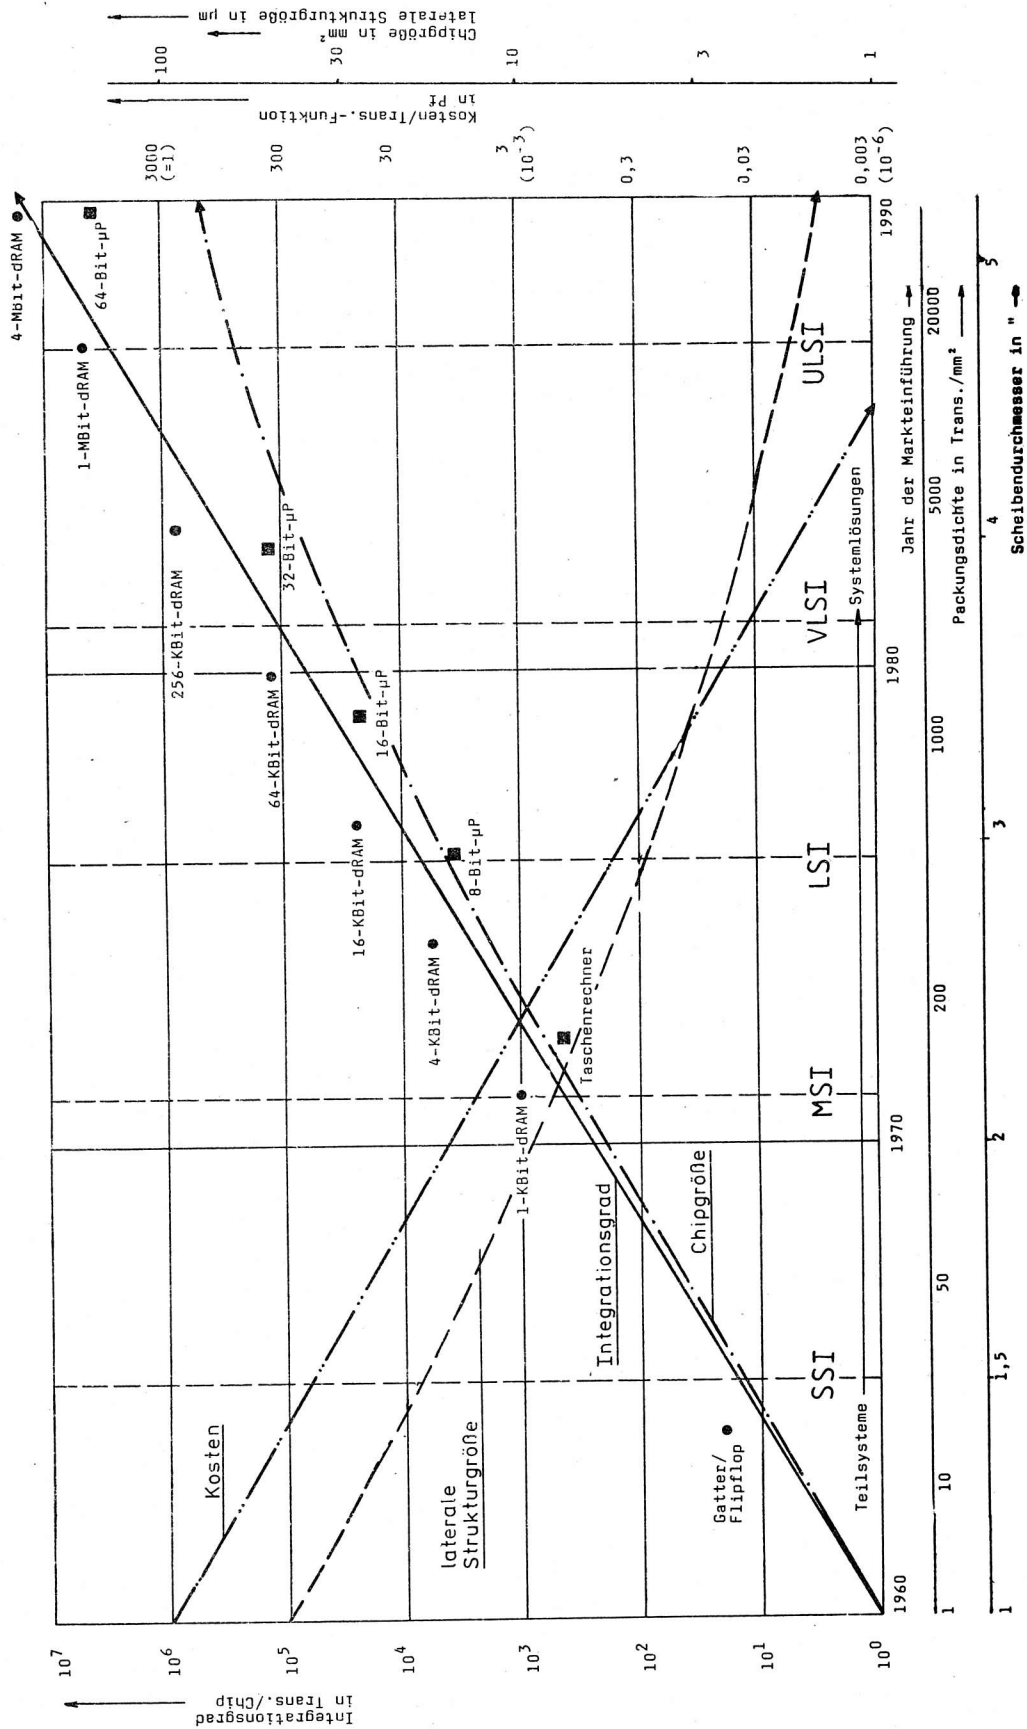 Integrationsgrad
in Trans./Chip
10⁷
10⁶
10⁵
10⁴
10³
10²
10¹
10⁰
4-MBit-dRAM
64-Bit-µP
1-MBit-dRAM
256-KBit-dRAM
32-Bit-µP
64-KBit-dRAM
16-Bit-µP
16-KBit-dRAM
8-Bit-µP
4-KBit-dRAM
Taschenrechner
1-KBit-dRAM
Kosten
laterale
Strukturgröße
Integrationsgrad
Chipgröße
Gatter/
Flipflop
SSI
MSI
LSI
VLSI
ULSI
Teilsysteme
Systemlösungen
3000
(=1)
300
30
3
(10⁻³)
0,3
0,03
0,003
(10⁻⁶)
Kosten/Trans.-Funktion
in Pf
100
30
10
3
1
Chipgröße in mm²
laterale Strukturgröße in µm
1960
1970
1980
1990
Jahr der Markteinführung
1
10
50
200
1000
5000
20000
Packungsdichte in Trans./mm²
1
1,5
2
3
4
5
Scheibendurchmesser in "